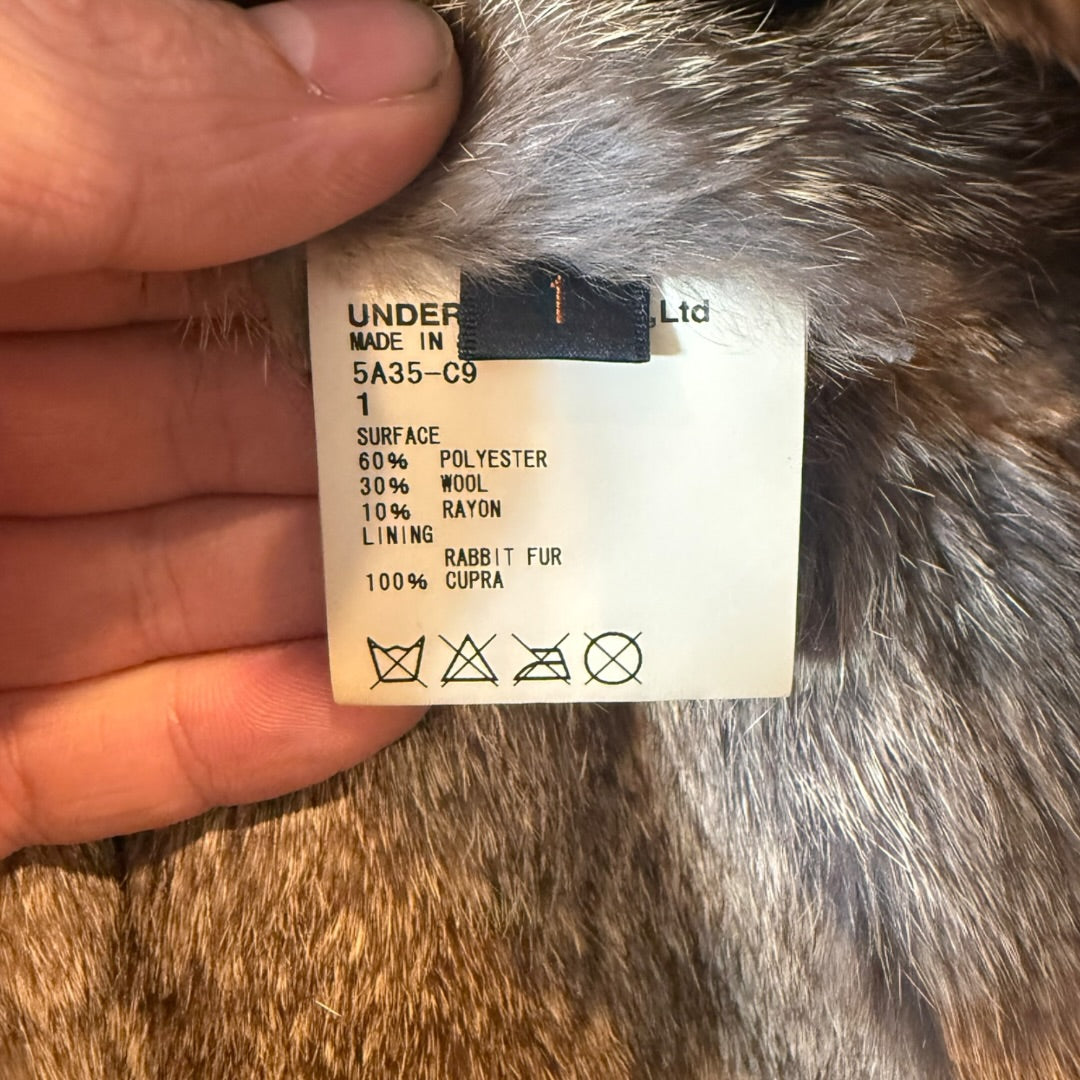 1
UNDER ,Ltd
MADE IN
5A35-C9
1
SURFACE
60% POLYESTER
30% WOOL
10% RAYON
LINING
RABBIT FUR
100% CUPRA